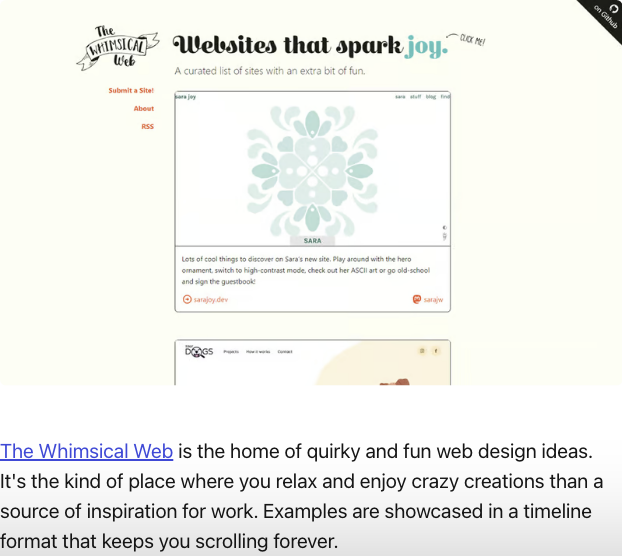 The
WHIMSICAL
Web
Websites that spark joy.
CLICK ME!
on Github
A curated list of sites with an extra bit of fun.
Submit a Site!
About
RSS
sara joy
sara stuff blog find
SARA
Lots of cool things to discover on Sara's new site. Play around with the hero
ornament, switch to high-contrast mode, check out her ASCII art or go old-school
and sign the guestbook!
sarajoy.dev
sarajw
DOGS
Projects How it works Contact
The Whimsical Web is the home of quirky and fun web design ideas.
It's the kind of place where you relax and enjoy crazy creations than a
source of inspiration for work. Examples are showcased in a timeline
format that keeps you scrolling forever.